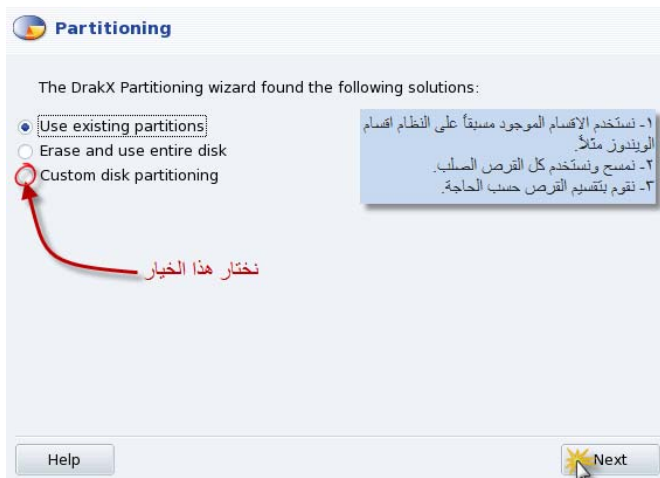 Partitioning
The DrakX Partitioning wizard found the following solutions:
Use existing partitions
Erase and use entire disk
Custom disk partitioning
١- نستخدم الاقسام الموجود مسبقاً على النظام اقسام
الويندوز مثلاً.
٢- نمسح ونستخدم كل القرص الصلب.
٣- نقوم بتقسيم القرص حسب الحاجة.
نختار هذا الخيار
Help
Next